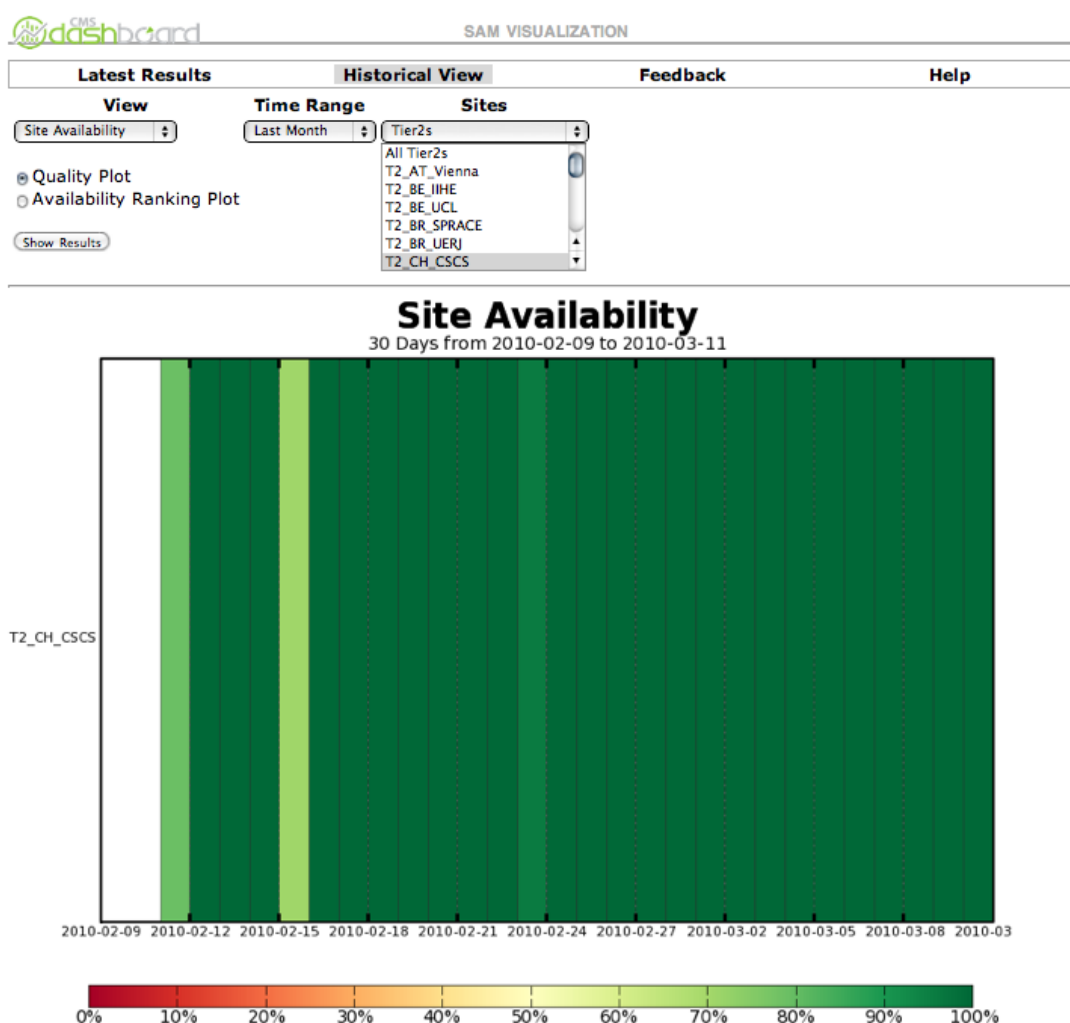 CMS
dashboard
SAM VISUALIZATION
Latest Results Historical View Feedback Help
View Time Range Sites
Site Availability Last Month Tier2s
All Tier2s
T2_AT_Vienna
T2_BE_IIHE
T2_BE_UCL
T2_BR_SPRACE
T2_BR_UERJ
T2_CH_CSCS
Quality Plot
Availability Ranking Plot
Show Results
Site Availability
30 Days from 2010-02-09 to 2010-03-11
T2_CH_CSCS
2010-02-09 2010-02-12 2010-02-15 2010-02-18 2010-02-21 2010-02-24 2010-02-27 2010-03-02 2010-03-05 2010-03-08 2010-03
0% 10% 20% 30% 40% 50% 60% 70% 80% 90% 100%